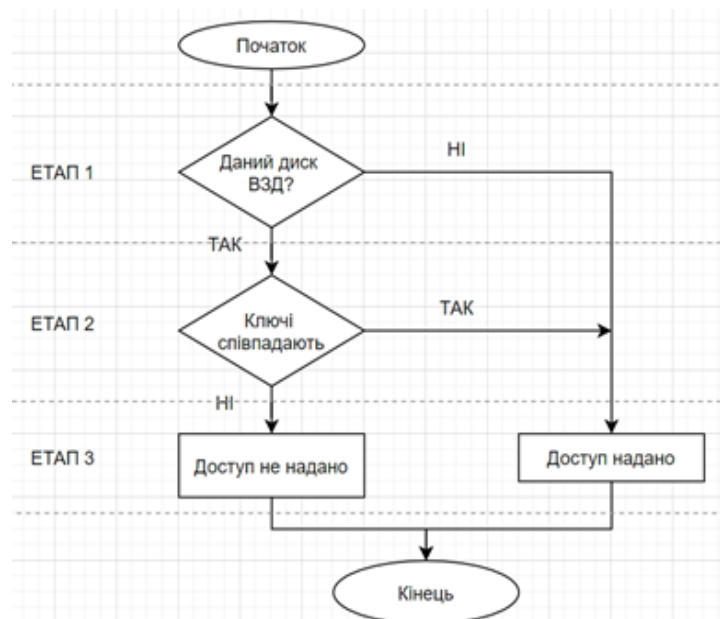 Початок
НІ
ЕТАП 1
Даний диск
ВЗД?
ТАК
ЕТАП 2
Ключі
співпадають
ТАК
НІ
ЕТАП 3
Доступ не надано
Доступ надано
Кінець